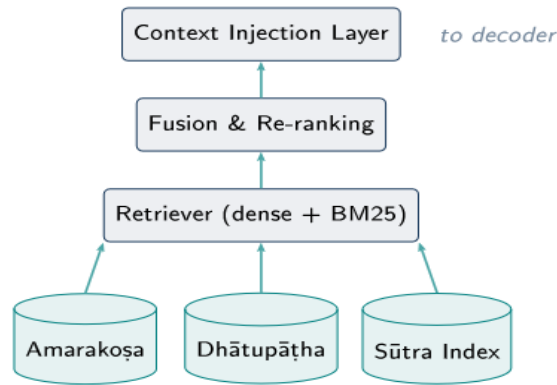 Context Injection Layer
to decoder
Fusion & Re-ranking
Retriever (dense + BM25)
Amarakoṣa
Dhātupāṭha
Sūtra Index